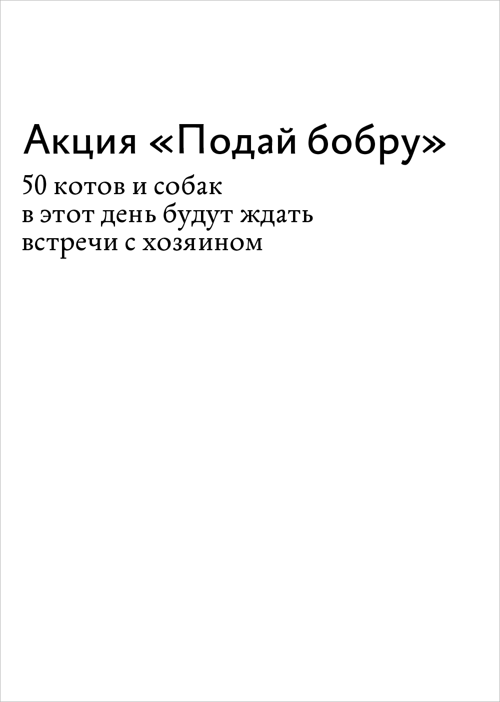 Акция «Подай бобру»
50 котов и собак
в этот день будут ждать
встречи с хозяином